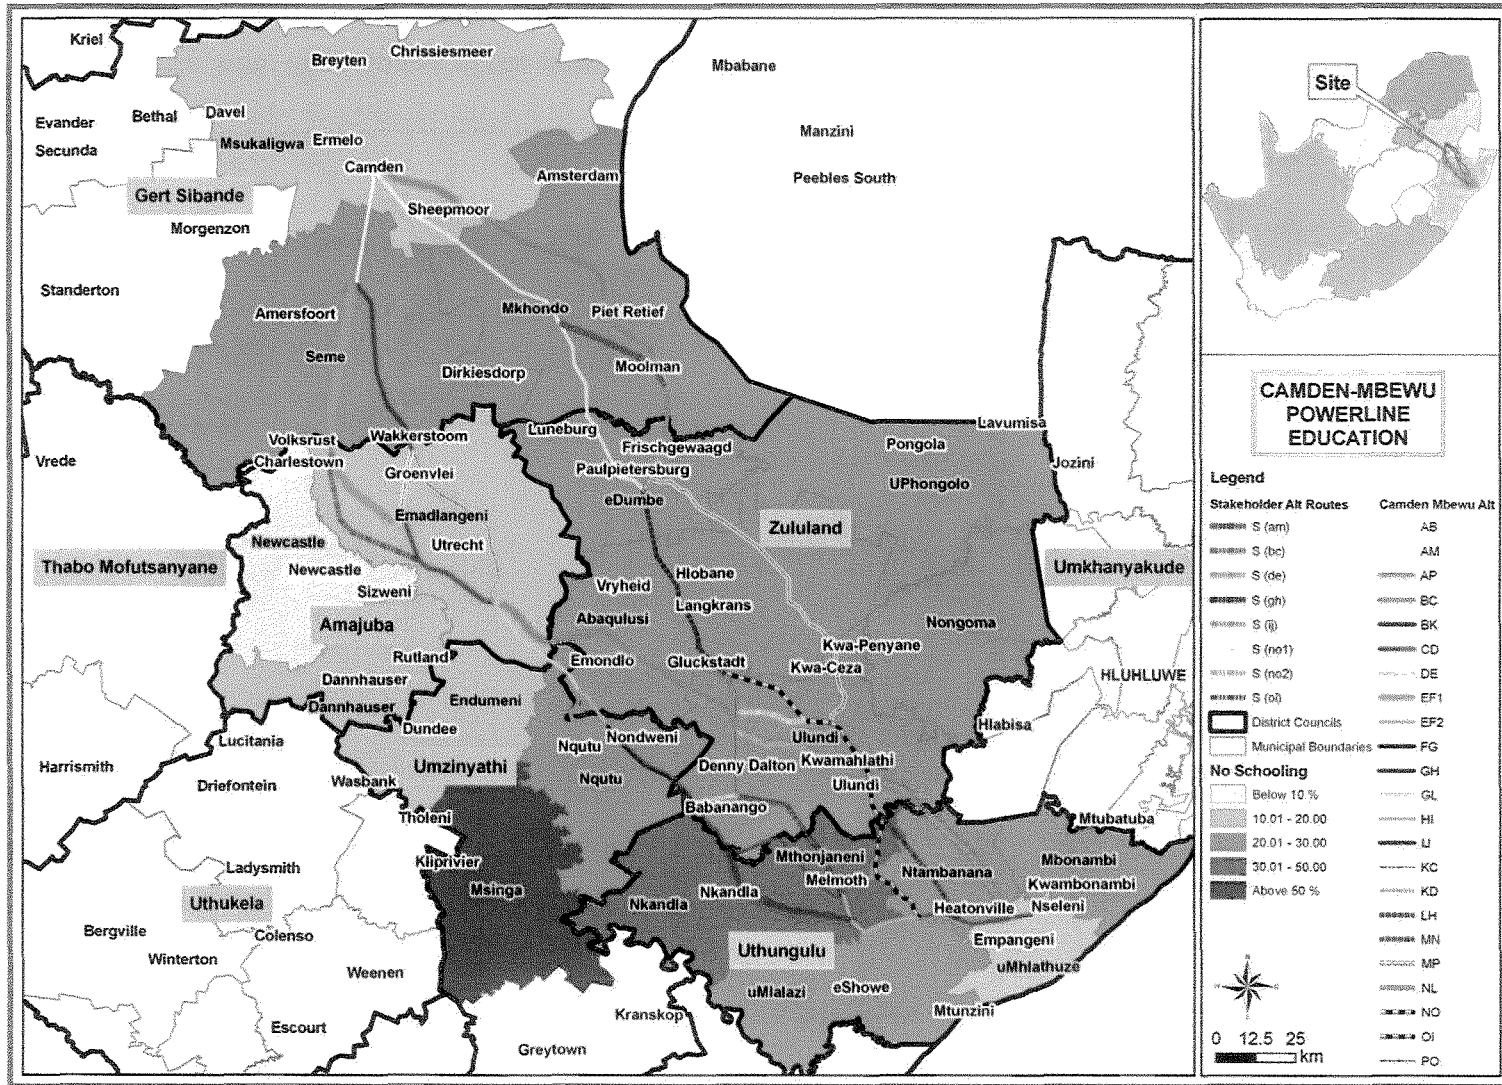 Kriel
Breyten
Chrissiesmeer
Mbabane
Evander
Bethal
Davel
Secunda
Msukaligwa
Ermelo
Manzini
Camden
Amsterdam
Peebles South
Gert Sibande
Sheepmoor
Morgenzon
Standerton
Amersfoort
Mkhondo
Piet Retief
Seme
Dirkiesdorp
Moolman
Luneburg
Lavumisa
Volksrust
Wakkerstoom
Frischgewaagd
Pongola
Vrede
Charlestown
Groenvlei
Paulpietersburg
Jozini
eDumbe
UPhongolo
Emadlangeni
Zululand
Newcastle
Utrecht
Thabo Mofutsanyane
Newcastle
Hlobane
Umkhanyakude
Sizweni
Vryheid
Langkrans
Amajuba
Abaqulusi
Nongoma
Kwa-Penyane
Rutland
Emondlo
Gluckstadt
Kwa-Ceza
Dannhauser
HLUHLUWE
Dannhauser
Endumeni
Hlabisa
Dundee
Lucitania
Nondweni
Ulundi
Nqutu
Harrismith
Umzinyathi
Denny Dalton
Kwamahlathi
Driefontein
Wasbank
Nqutu
Ulundi
Babanango
Tholeni
Mtubatuba
Kliprivier
Mthonjaneni
Mbonambi
Ladysmith
Msinga
Melmoth
Ntambanana
Kwambonambi
Uthukela
Nkandla
Nkandla
Heatonville
Nseleni
Bergville
Colenso
Empangeni
Winterton
Uthungulu
uMhlathuze
Weenen
uMlalazi
eShowe
Mtunzini
Escourt
Kranskop
Greytown
Site
CAMDEN-MBEWU
POWERLINE
EDUCATION
Legend
Stakeholder Alt Routes
S (am)
S (bc)
S (de)
S (gh)
S (ij)
S (no1)
S (no2)
S (oi)
District Councils
Municipal Boundaries
No Schooling
Below 10 %
10.01 - 20.00
20.01 - 30.00
30.01 - 50.00
Above 50 %
Camden Mbewu Alt
AB
AM
AP
BC
BK
CD
DE
EF1
EF2
FG
GH
GL
HI
IJ
KC
KD
LH
MN
MP
NL
NO
OI
PO
0 12.5 25
km